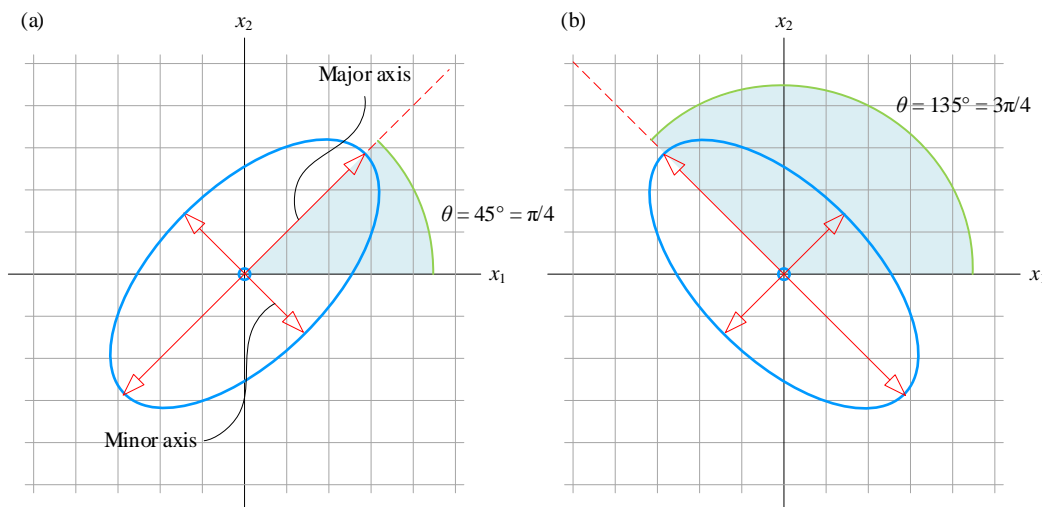 (a)
x₂
Major axis
θ = 45° = π/4
x₁
Minor axis
(b)
x₂
θ = 135° = 3π/4
x